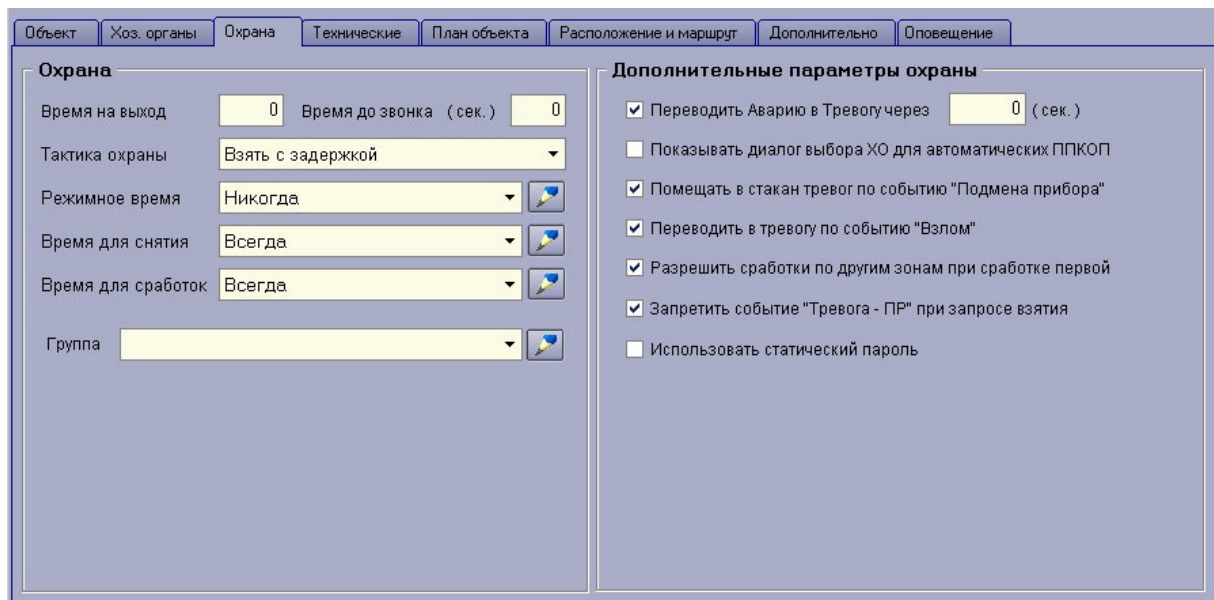 Объект Хоз. органы Охрана Технические План объекта Расположение и маршрут Дополнительно Оповещение
Охрана
Время на выход 0 Время до звонка (сек.) 0
Тактика охраны Взять с задержкой
Режимное время Никогда
Время для снятия Всегда
Время для сработок Всегда
Группа
Дополнительные параметры охраны
Переводить Аварию в Тревогу через 0 (сек.)
Показывать диалог выбора ХО для автоматических ППКОП
Помещать в стакан тревог по событию "Подмена прибора"
Переводить в тревогу по событию "Взлом"
Разрешить сработки по другим зонам при сработке первой
Запретить событие "Тревога - ПР" при запросе взятия
Использовать статический пароль